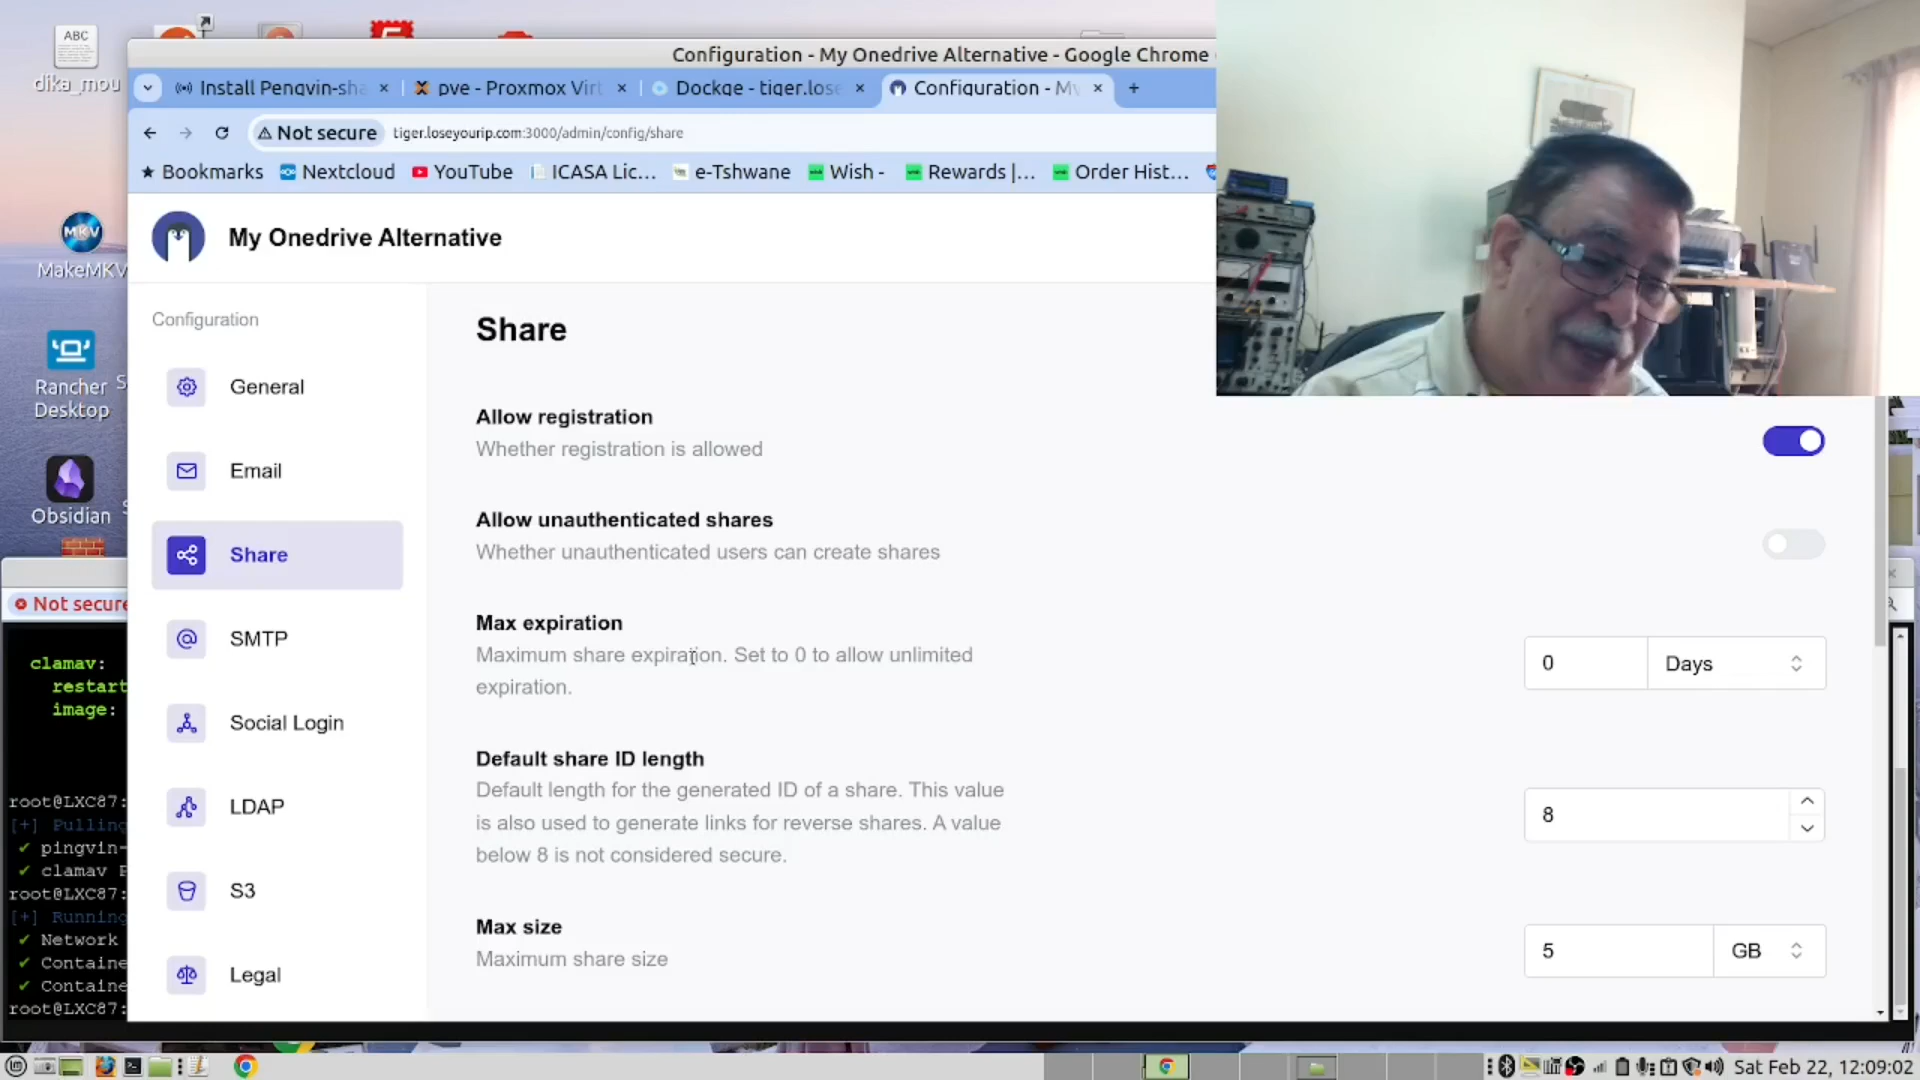 ABC
dika_mou
MakeMKV
Rancher
Desktop
Obsidian
Configuration - My Onedrive Alternative - Google Chrome
Install Pengvin-sha
pve - Proxmox Virt
Dockge - tiger.lose
Configuration - My
Not secure
tiger.loseyourip.com:3000/admin/config/share
Bookmarks
Nextcloud
YouTube
ICASA Lic...
e-Tshwane
Wish -
Rewards |...
Order Hist...
My Onedrive Alternative
Configuration
General
Email
Share
SMTP
Social Login
LDAP
S3
Legal
Share
Allow registration
Whether registration is allowed
Allow unauthenticated shares
Whether unauthenticated users can create shares
Max expiration
Maximum share expiration. Set to 0 to allow unlimited
expiration.
0
Days
Default share ID length
Default length for the generated ID of a share. This value
is also used to generate links for reverse shares. A value
below 8 is not considered secure.
8
Max size
Maximum share size
5
GB
Not secure
clamav:
restart
image:
root@LXC87:
[+] Pulling
✔ pingvin-
✔ clamav P
root@LXC87:
[+] Running
✔ Network
✔ Containe
✔ Containe
root@LXC87:
Sat Feb 22, 12:09:02